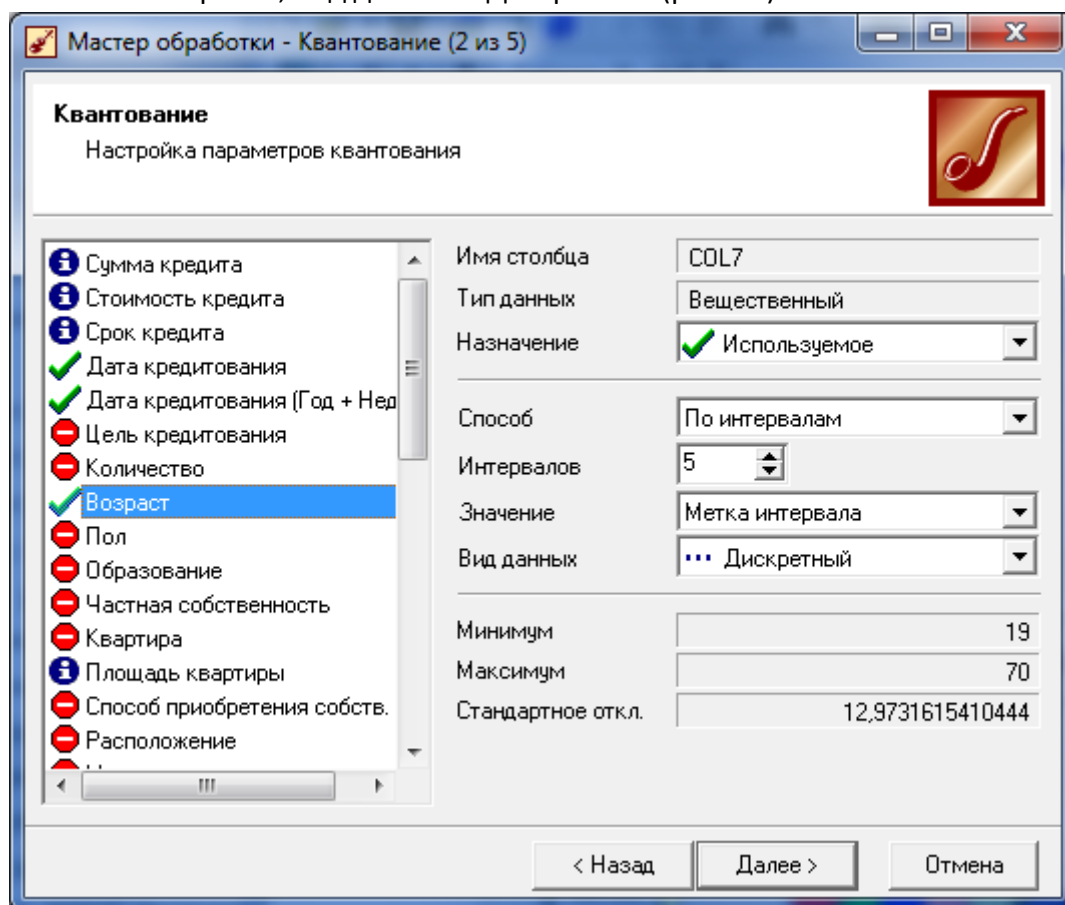 Мастер обработки - Квантование (2 из 5)
Квантование
Настройка параметров квантования
Сумма кредита
Стоимость кредита
Срок кредита
Дата кредитования
Дата кредитования (Год + Нед
Цель кредитования
Количество
Возраст
Пол
Образование
Частная собственность
Квартира
Площадь квартиры
Способ приобретения собств.
Расположение
Имя столбца COL7
Тип данных Вещественный
Назначение Используемое
Способ По интервалам
Интервалов 5
Значение Метка интервала
Вид данных Дискретный
Минимум 19
Максимум 70
Стандартное откл. 12,9731615410444
< Назад Далее > Отмена